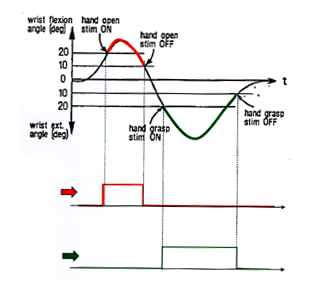 wrist flexion
angle (deg)
hand open
stim ON
hand open
stim OFF
20
10
0
10
20
t
wrist ext.
angle (deg)
hand grasp
stim ON
hand grasp
stim OFF